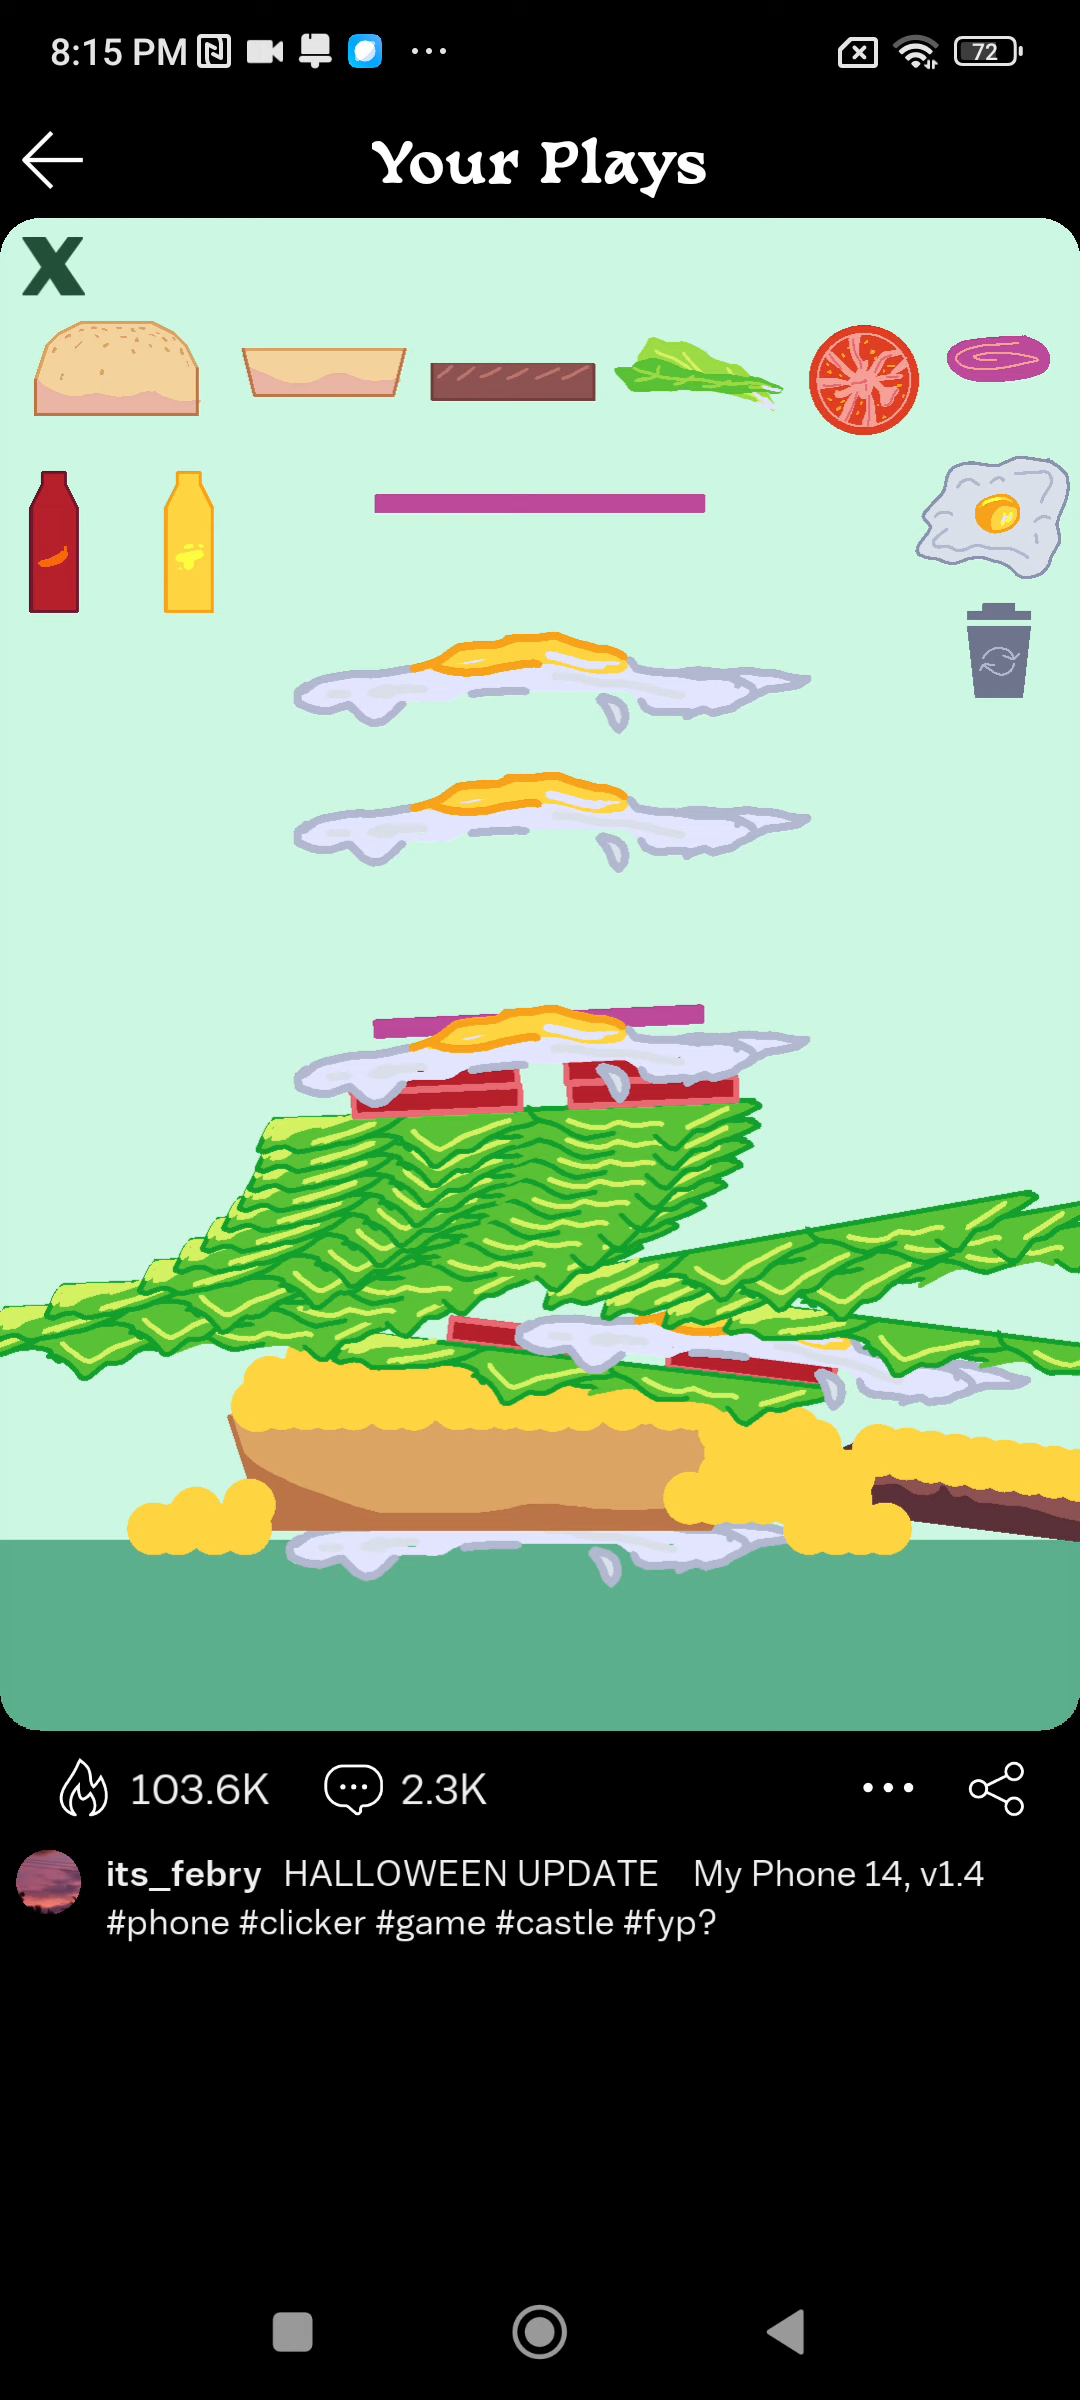 8:15 PM
72
Your Plays
X
103.6K
2.3K
its_febry HALLOWEEN UPDATE My Phone 14, v1.4
#phone #clicker #game #castle #fyp?